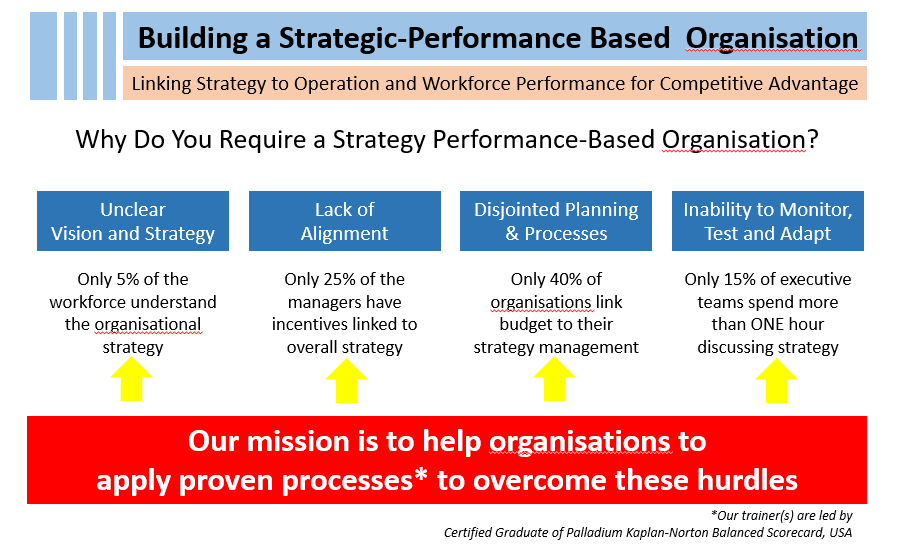 Building a Strategic-Performance Based Organisation
Linking Strategy to Operation and Workforce Performance for Competitive Advantage
Why Do You Require a Strategy Performance-Based Organisation?
Unclear
Vision and Strategy
Only 5% of the
workforce understand
the organisational
strategy
Lack of
Alignment
Only 25% of the
managers have
incentives linked to
overall strategy
Disjointed Planning
& Processes
Only 40% of
organisations link
budget to their
strategy management
Inability to Monitor,
Test and Adapt
Only 15% of executive
teams spend more
than ONE hour
discussing strategy
Our mission is to help organisations to
apply proven processes* to overcome these hurdles
*Our trainer(s) are led by
Certified Graduate of Palladium Kaplan-Norton Balanced Scorecard, USA